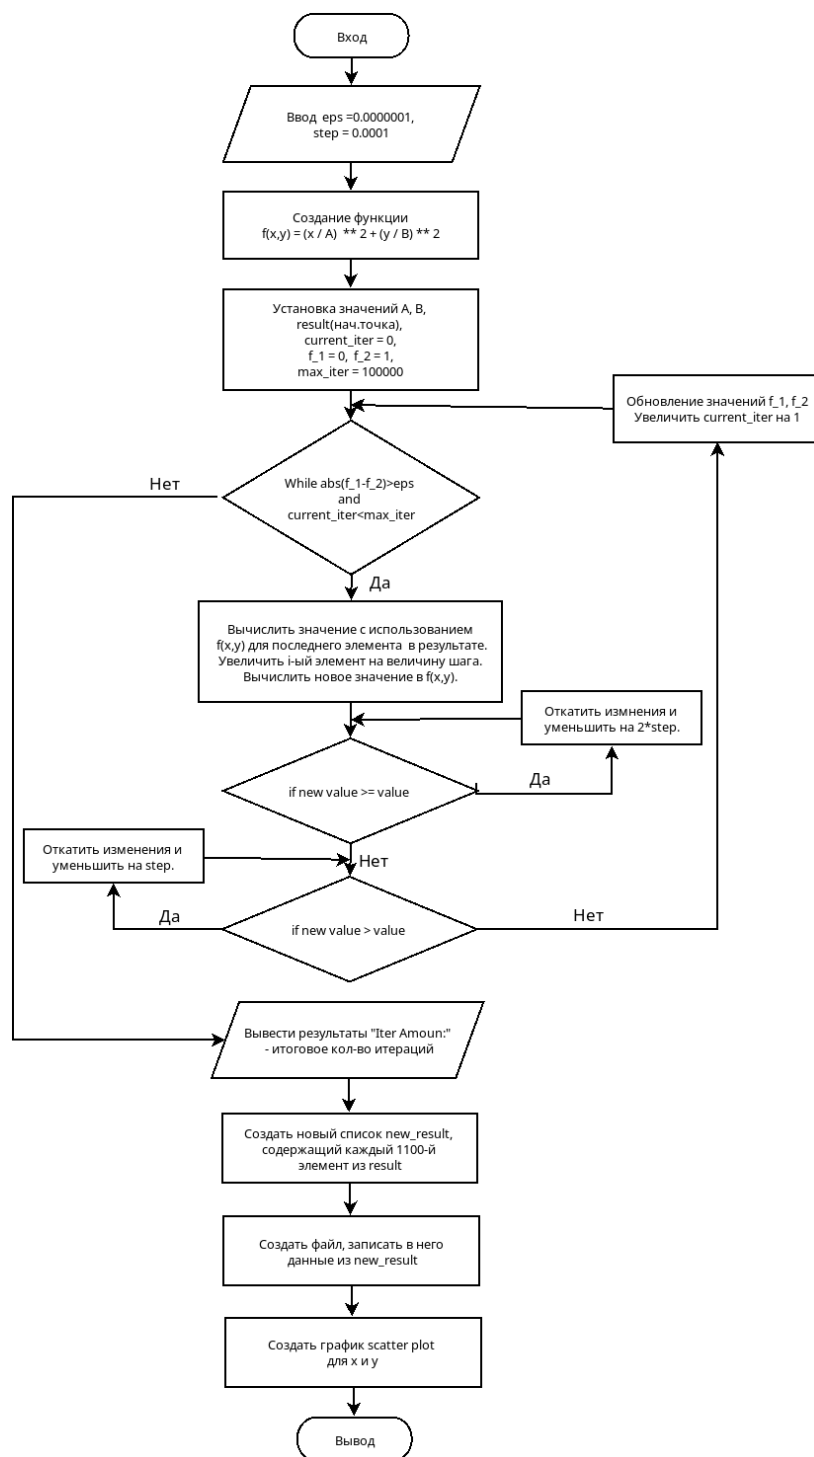 Вход
Ввод eps =0.0000001,
step = 0.0001
Создание функции
f(x,y) = (x / A) ** 2 + (y / B) ** 2
Установка значений A, B,
result(нач.точка),
current_iter = 0,
f_1 = 0, f_2 = 1,
max_iter = 100000
Обновление значений f_1, f_2
Увеличить current_iter на 1
Нет
While abs(f_1-f_2)>eps
and
current_iter<max_iter
Да
Вычислить значение с использованием
f(x,y) для последнего элемента в результате.
Увеличить i-ый элемент на величину шага.
Вычислить новое значение в f(x,y).
Откатить измнения и
уменьшить на 2*step.
if new value >= value
Да
Откатить изменения и
уменьшить на step.
Нет
Да
if new value > value
Нет
Вывести результаты "Iter Amoun:"
- итоговое кол-во итераций
Создать новый список new_result,
содержащий каждый 1100-й
элемент из result
Создать файл, записать в него
данные из new_result
Создать график scatter plot
для x и y
Вывод